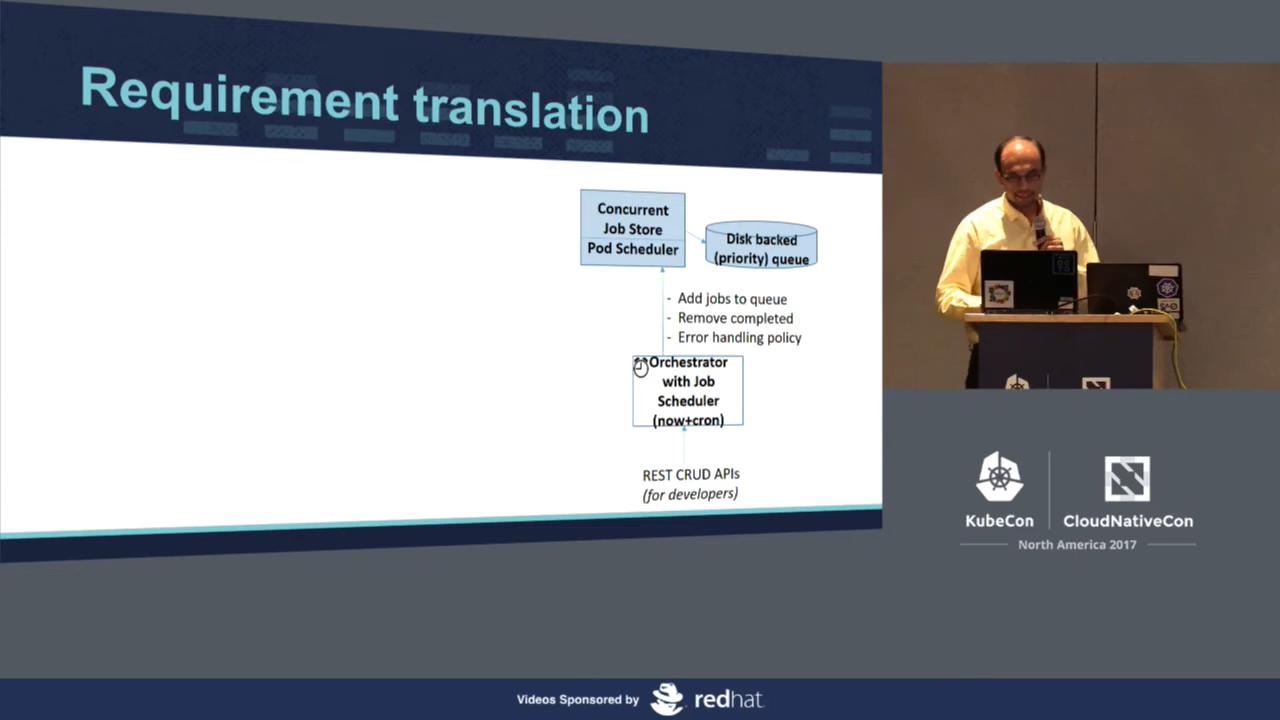 Requirement translation
Concurrent
Job Store
Pod Scheduler
Disk backed
(priority) queue
- Add jobs to queue
- Remove completed
- Error handling policy
Orchestrator
with Job
Scheduler
(now+cron)
REST CRUD APIs
(for developers)
KubeCon
CloudNativeCon
North America 2017
Videos Sponsored by
redhat